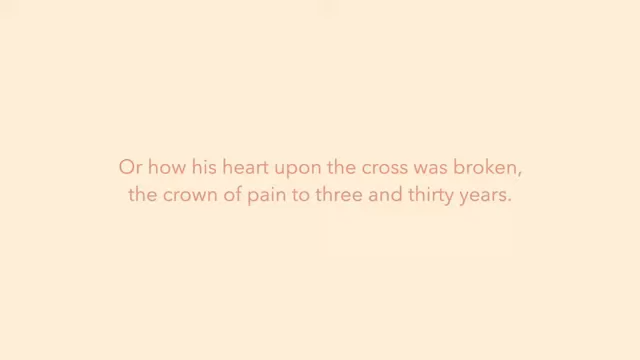 Or how his heart upon the cross was broken,
the crown of pain to three and thirty years.